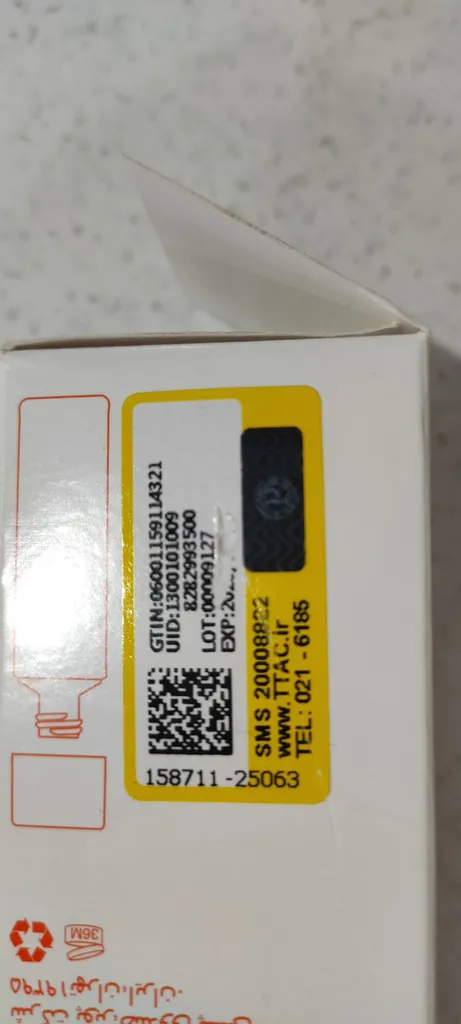 GTIN:06001159114321
UID:1300101009
8282993500
LOT:00009127
158711-25063
SMS 20008822
www.TTAC.ir
TEL: 021 - 6185
36M